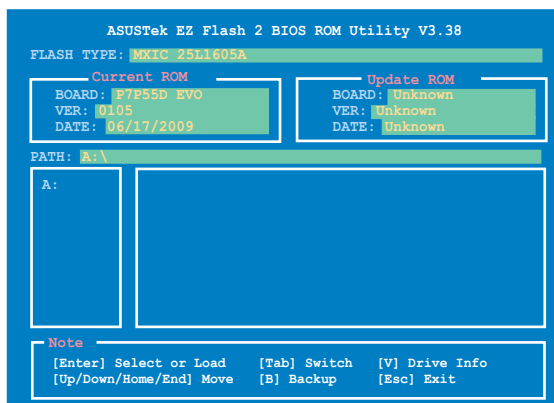 ASUSTek EZ Flash 2 BIOS ROM Utility V3.38
FLASH TYPE: MXIC 25L1605A
Current ROM
BOARD: P7P55D EVO
VER: 0105
DATE: 06/17/2009
Update ROM
BOARD: Unknown
VER: Unknown
DATE: Unknown
PATH: A:\
A:
Note
[Enter] Select or Load [Tab] Switch [V] Drive Info
[Up/Down/Home/End] Move [B] Backup [Esc] Exit